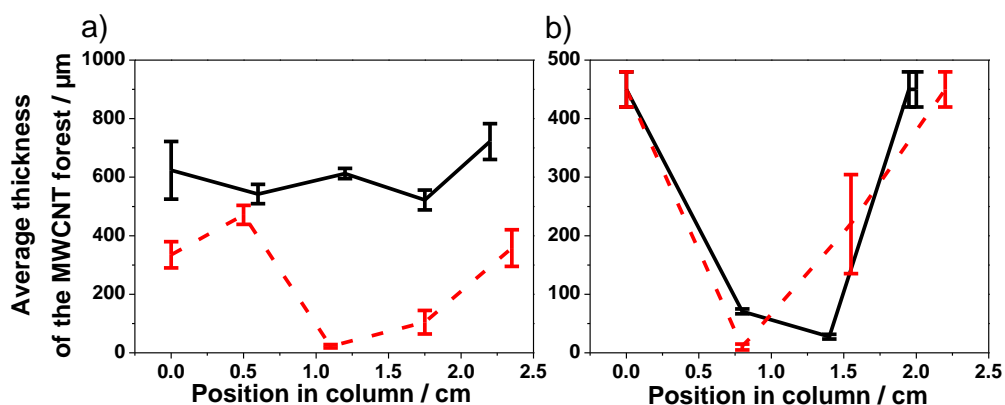 a)
b)
Average thickness
of the MWCNT forest / µm
1000
800
600
400
200
0
0.0 0.5 1.0 1.5 2.0 2.5
Position in column / cm
500
400
300
200
100
0
0.0 0.5 1.0 1.5 2.0 2.5
Position in column / cm